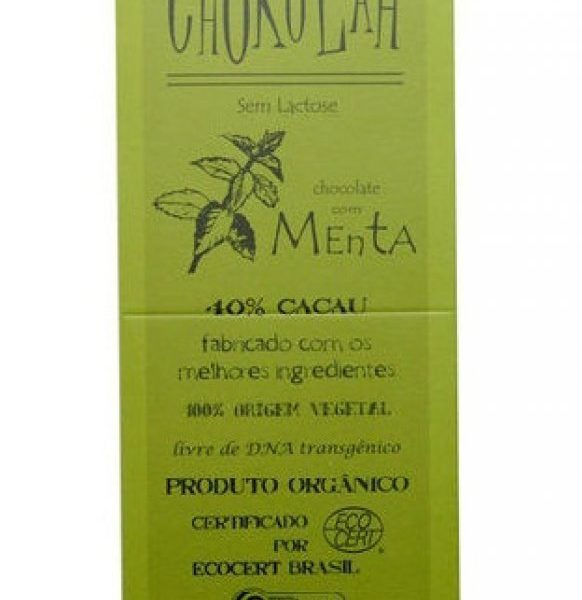 CHOKOLAH
Sem Lactose
chocolate
com
MEntA
40% CACAU
fabricado com os
melhores ingredientes
100% ORIGEM VEGETAL
livre de DNA transgênico
PRODUTO ORGÂNICO
CERTIFICADO
POR
ECOCERT BRASIL
ECO
CERT
®